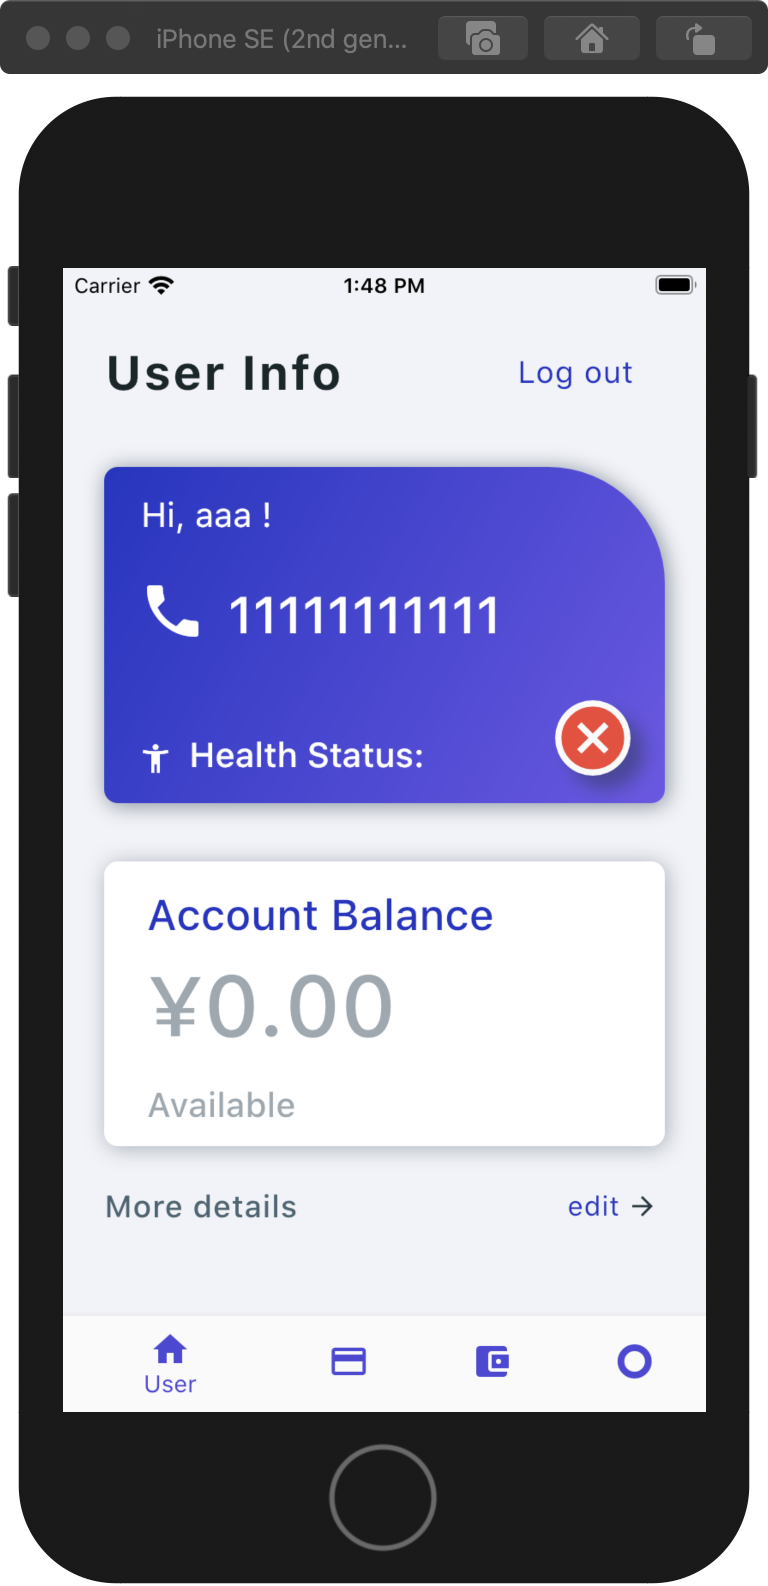 iPhone SE (2nd gen...
Carrier 1:48 PM
User Info
Log out
Hi, aaa !
11111111111
Health Status:
Account Balance
¥0.00
Available
More details
edit →
User